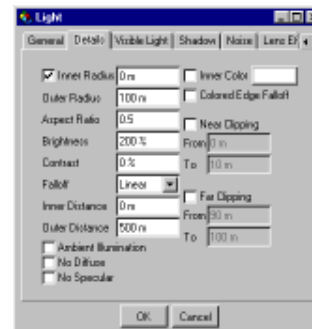 Light
General Details Visible Light Shadow Noise Lens Ef
Inner Radius 0 m
Inner Color
Outer Radius 100 m
Colored Edge Falloff
Aspect Ratio 0.5
Near Clipping
Brightness 200 %
From 0 m
Contrast 0 %
To 10 m
Falloff Linear
Far Clipping
Inner Distance 0 m
From 90 m
Outer Distance 500 m
To 100 m
Ambient Illumination
No Diffuse
No Specular
OK Cancel